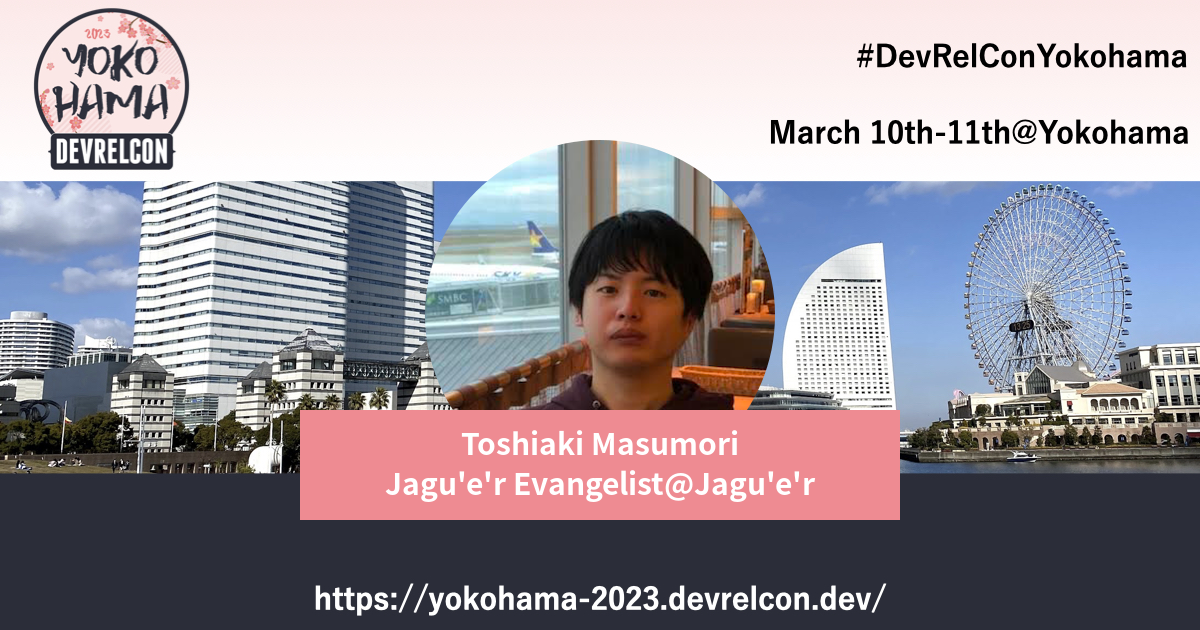 2023
YOKO
HAMA
DEVRELCON
#DevRelConYokohama
March 10th-11th@Yokohama
SKY
SMBC
Toshiaki Masumori
Jagu'e'r Evangelist@Jagu'e'r
https://yokohama-2023.devrelcon.dev/